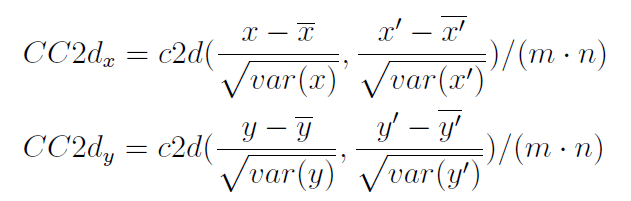 $CC2d_x = c2d(\frac{x - \overline{x}}{\sqrt{var(x)}}, \frac{x' - \overline{x'}}{\sqrt{var(x')}})/(m \cdot n)$
$CC2d_y = c2d(\frac{y - \overline{y}}{\sqrt{var(y)}}, \frac{y' - \overline{y'}}{\sqrt{var(y')}})/(m \cdot n)$